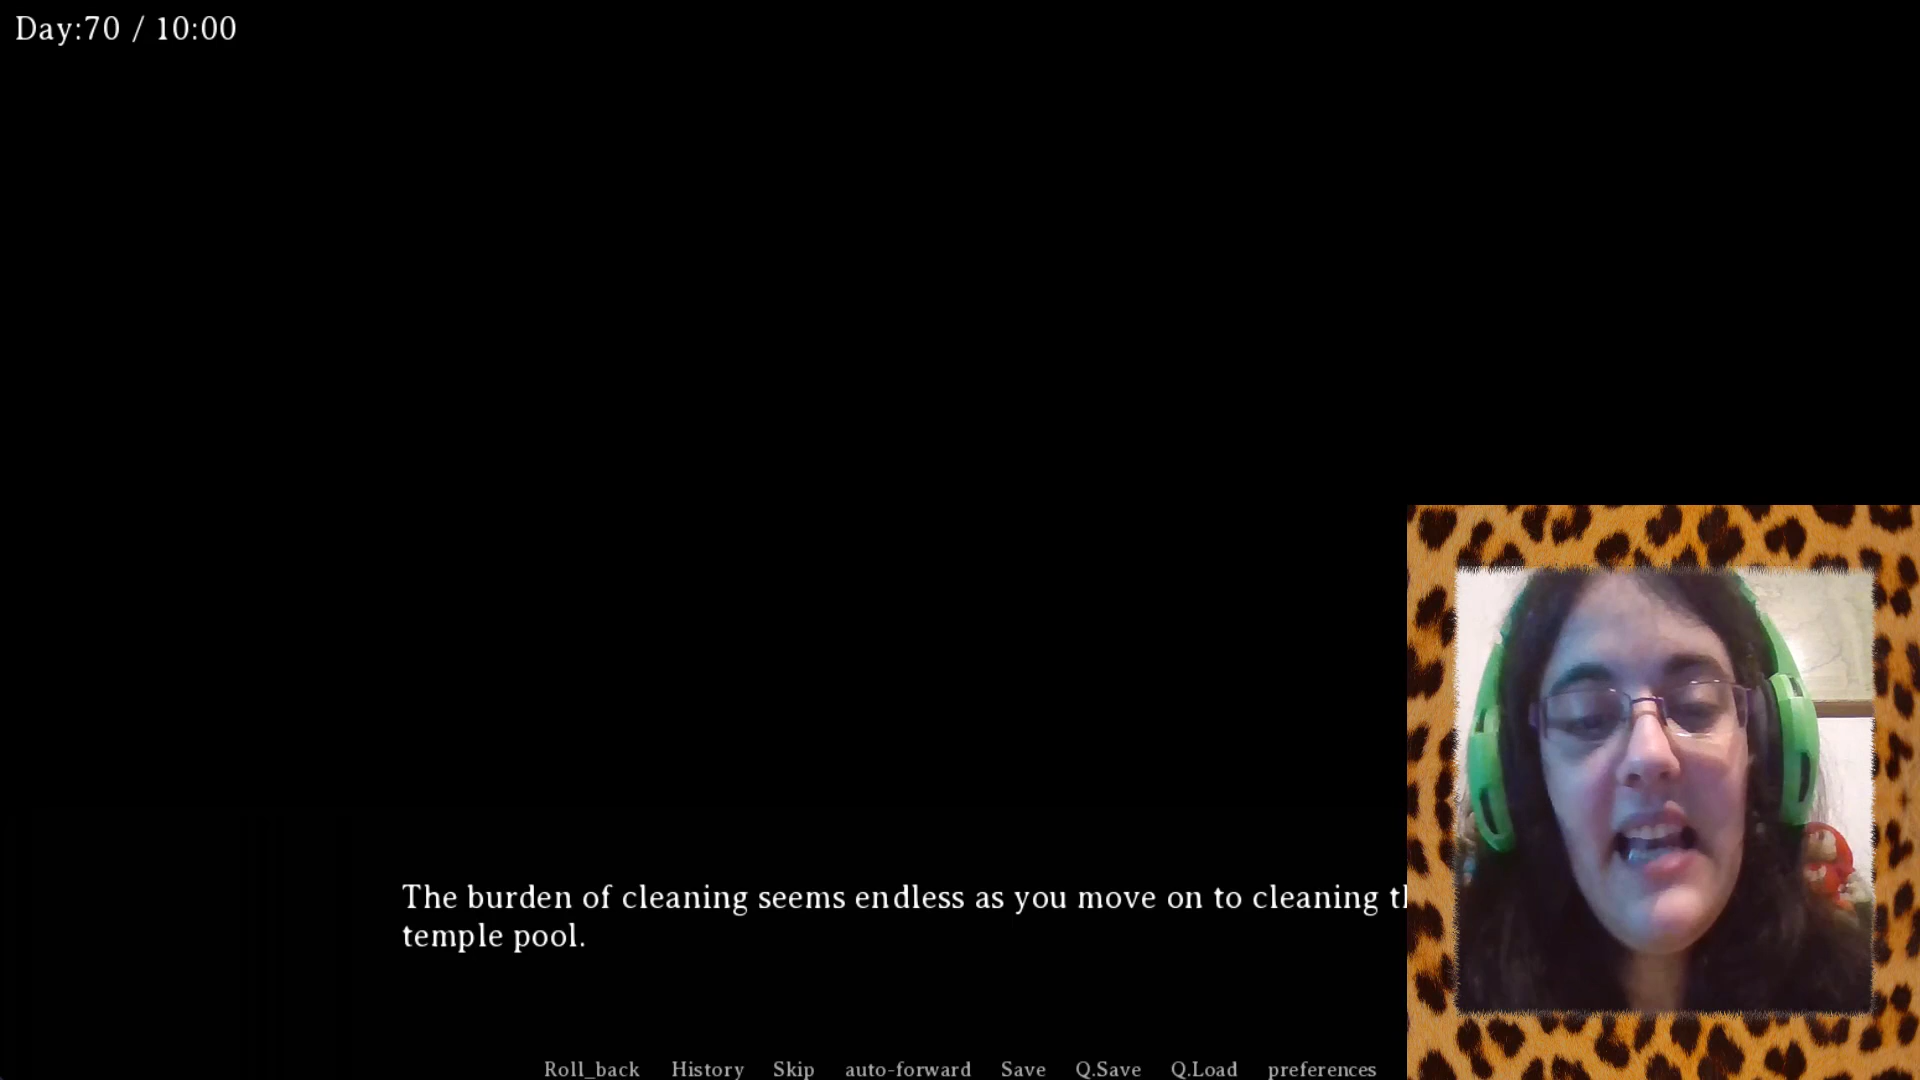 Day:70 / 10:00
The burden of cleaning seems endless as you move on to cleaning
temple pool.
Roll_back History Skip auto-forward Save Q.Save Q.Load preferences